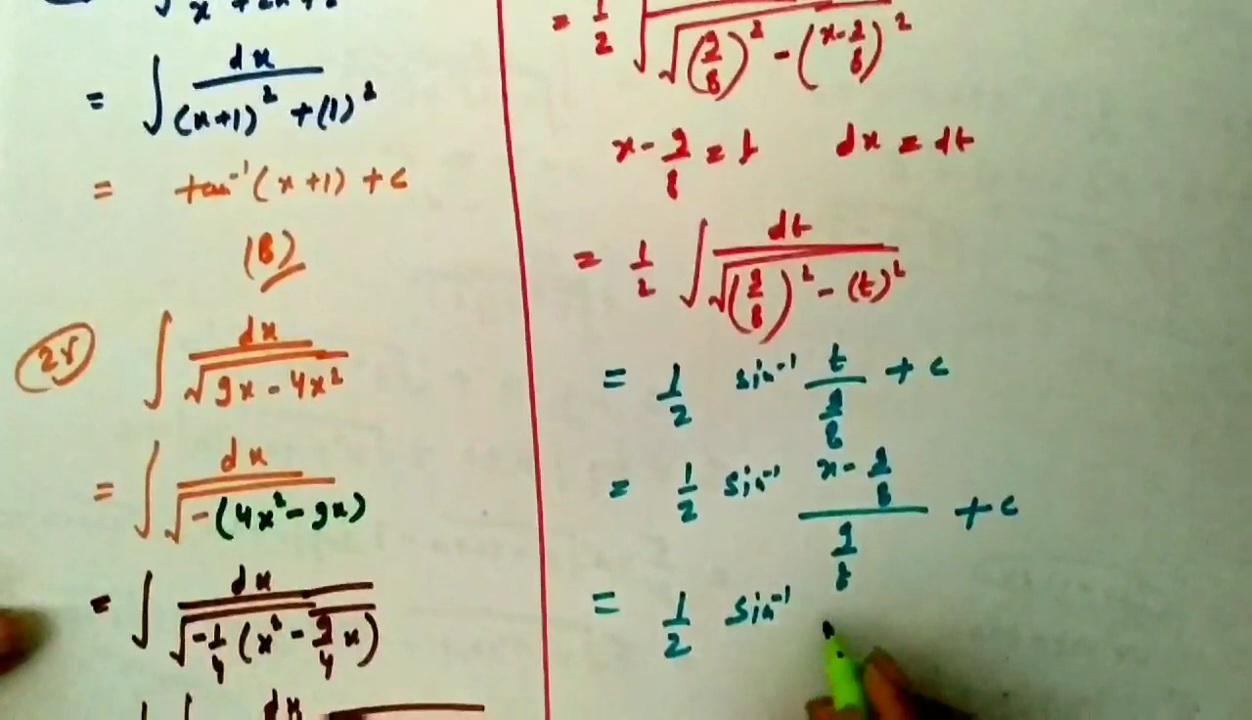 = ∫ dx / (x+1)² + (1)²
= tan⁻¹(x+1) + c
(B)
25 ∫ dx / √9x - 4x²
= ∫ dx / √-(4x² - 9x)
= ∫ dx / √-1/4 (x² - 9/4 x)
dx
= 1/2 ∫ / √(9/8)² - (x - 9/8)²
x - 9/8 = t dx = dt
= 1/2 ∫ dt / √(9/8)² - (t)²
= 1/2 sin⁻¹ t / 9/8 + c
= 1/2 sin⁻¹ x - 9/8 / 9/8 + c
= 1/2 sin⁻¹